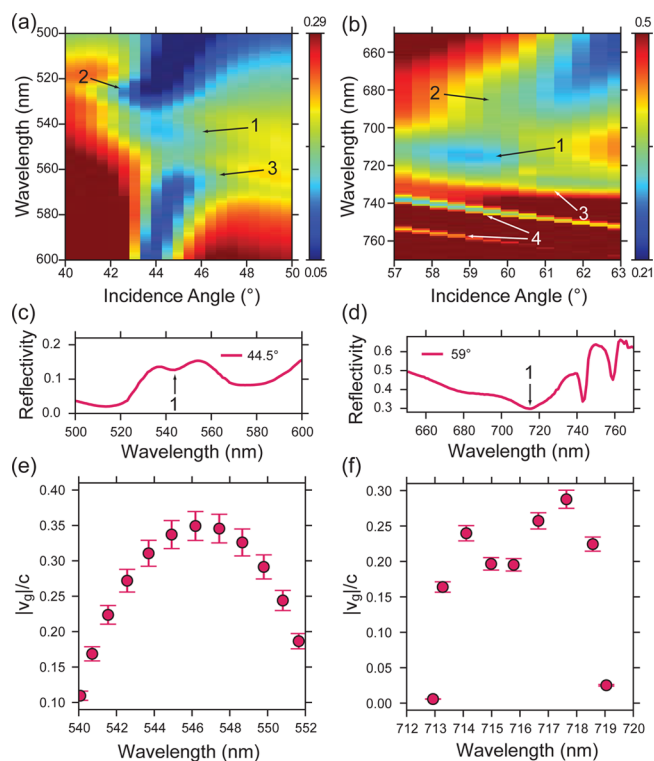 (a)
500
520
540
560
580
600
Wavelength (nm)
40 42 44 46 48 50
Incidence Angle (°)
0.29
0.05
2
1
3
(b)
660
680
700
720
740
760
Wavelength (nm)
57 58 59 60 61 62 63
Incidence Angle (°)
0.5
0.21
2
1
3
4
(c)
0.2
0.1
0.0
Reflectivity
44.5°
1
500 520 540 560 580 600
Wavelength (nm)
(d)
0.6
0.5
0.4
0.3
Reflectivity
59°
1
660 680 700 720 740 760
Wavelength (nm)
(e)
0.40
0.35
0.30
0.25
0.20
0.15
0.10
|vg|/c
540 542 544 546 548 550 552
Wavelength (nm)
(f)
0.30
0.25
0.20
0.15
0.10
0.05
0.00
|vg|/c
712 713 714 715 716 717 718 719 720
Wavelength (nm)